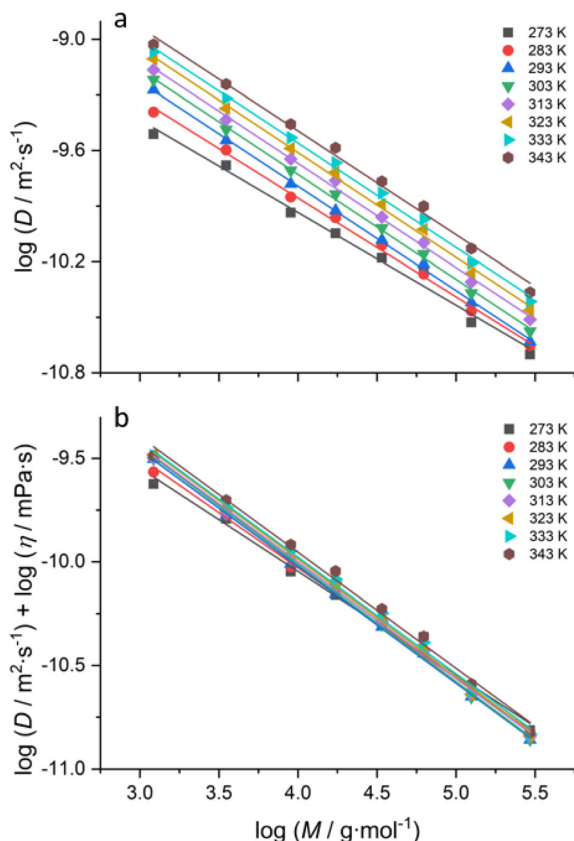 a
-9.0
-9.6
-10.2
-10.8
log (D / m²·s⁻¹)
273 K
283 K
293 K
303 K
313 K
323 K
333 K
343 K
b
-9.5
-10.0
-10.5
-11.0
log (D / m²·s⁻¹) + log (η / mPa·s)
273 K
283 K
293 K
303 K
313 K
323 K
333 K
343 K
3.0 3.5 4.0 4.5 5.0 5.5
log (M / g·mol⁻¹)